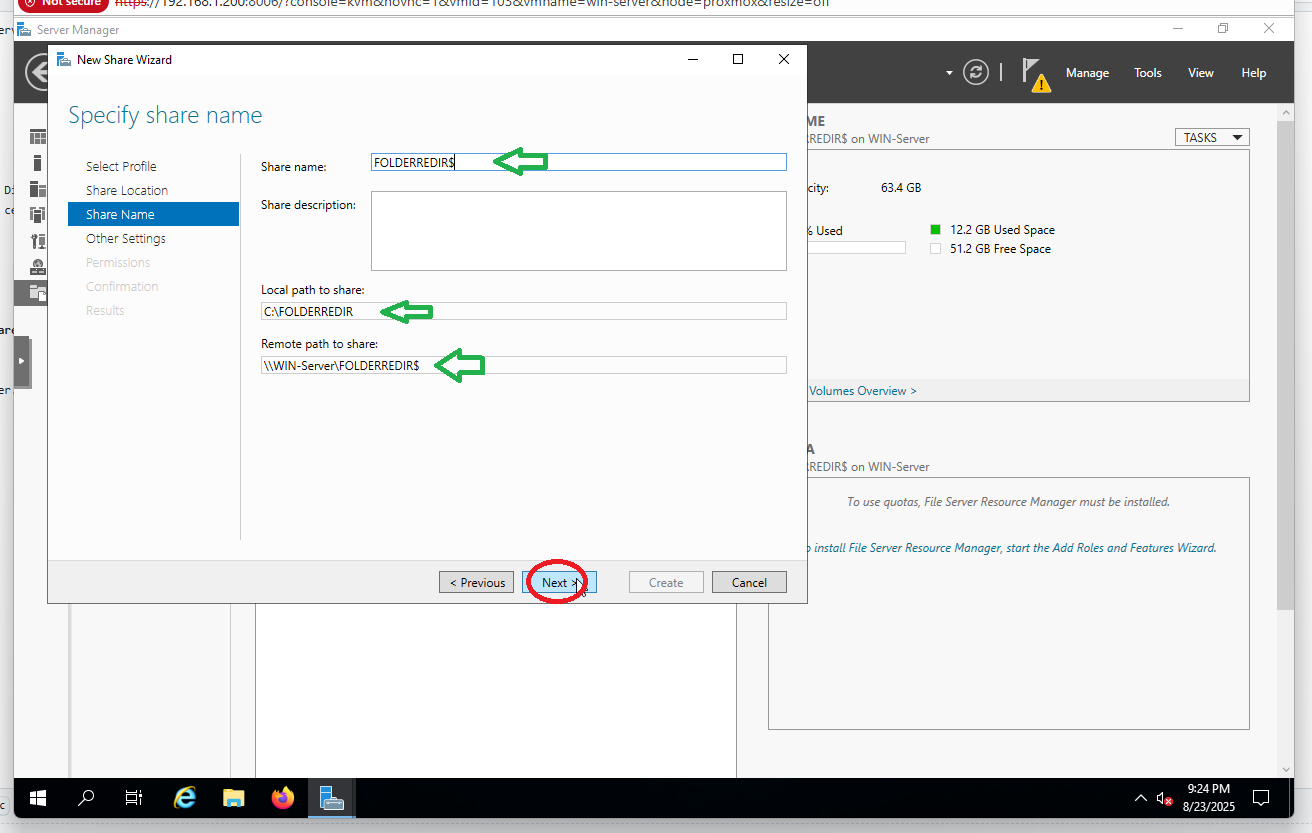 Not secure https://192.168.1.200:8006/?console=kvm&novnc=1&vmid=103&vmname=win-server&node=proxmox&resize=off
Server Manager
New Share Wizard
Manage Tools View Help
Specify share name
ME
REDIR$ on WIN-Server
TASKS
Select Profile
Share Location
Share Name
Other Settings
Permissions
Confirmation
Results
Share name:
FOLDERREDIR$
Share description:
Local path to share:
C:\FOLDERREDIR
Remote path to share:
\\WIN-Server\FOLDERREDIR$
city: 63.4 GB
% Used
12.2 GB Used Space
51.2 GB Free Space
Volumes Overview >
A
REDIR$ on WIN-Server
To use quotas, File Server Resource Manager must be installed.
o install File Server Resource Manager, start the Add Roles and Features Wizard.
< Previous
Next >
Create
Cancel
9:24 PM
8/23/2025